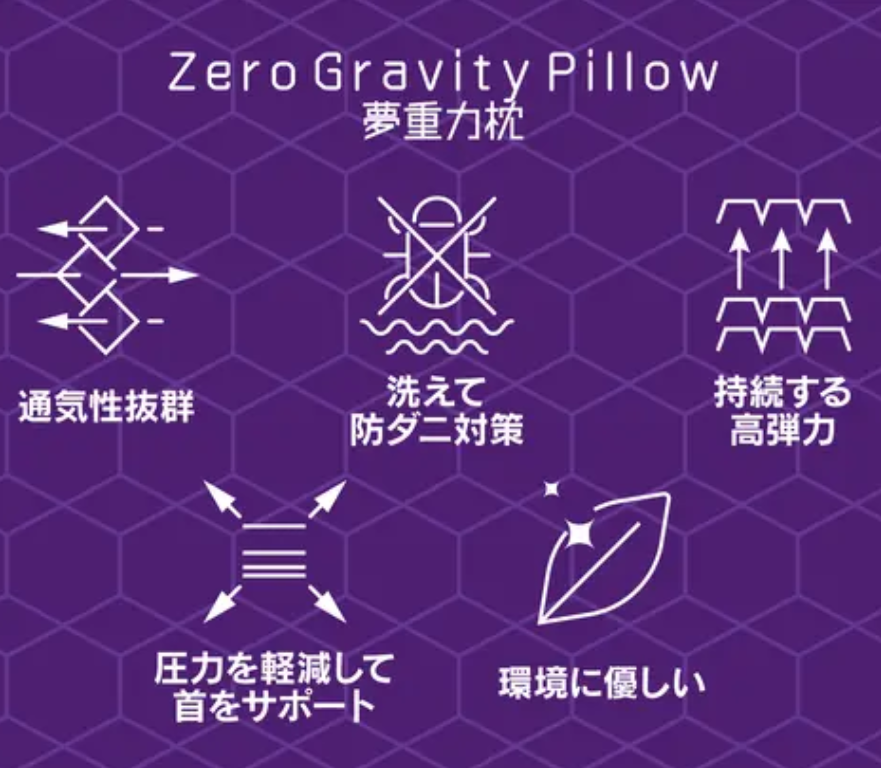 Zero Gravity Pillow
夢重力枕
通気性抜群
洗えて
防ダニ対策
持続する
高弾力
圧力を軽減して
首をサポート
環境に優しい